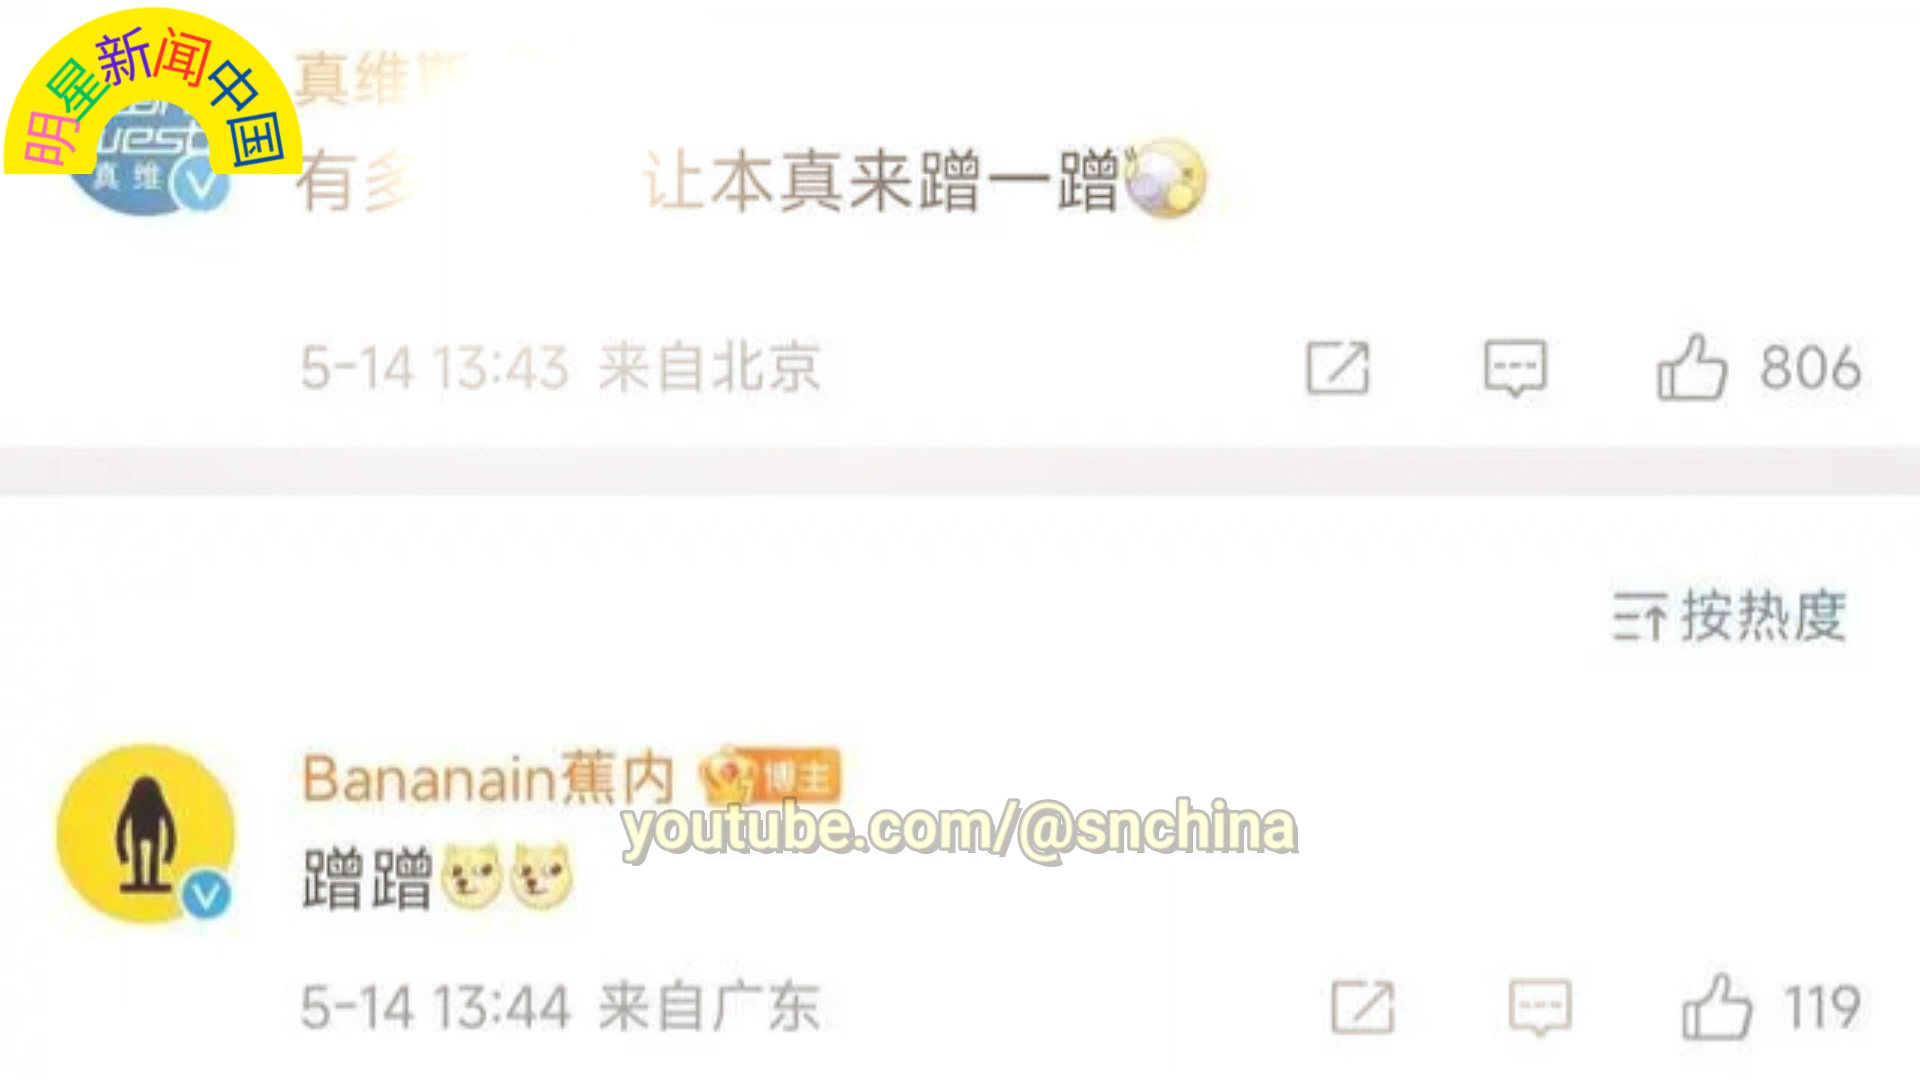 明星新闻中国
真维
真维
有多
让本真来蹭一蹭
5-14 13:43 来自北京
806
按热度
Bananain蕉内
博主
youtube.com/@snchina
蹭蹭
5-14 13:44 来自广东
119